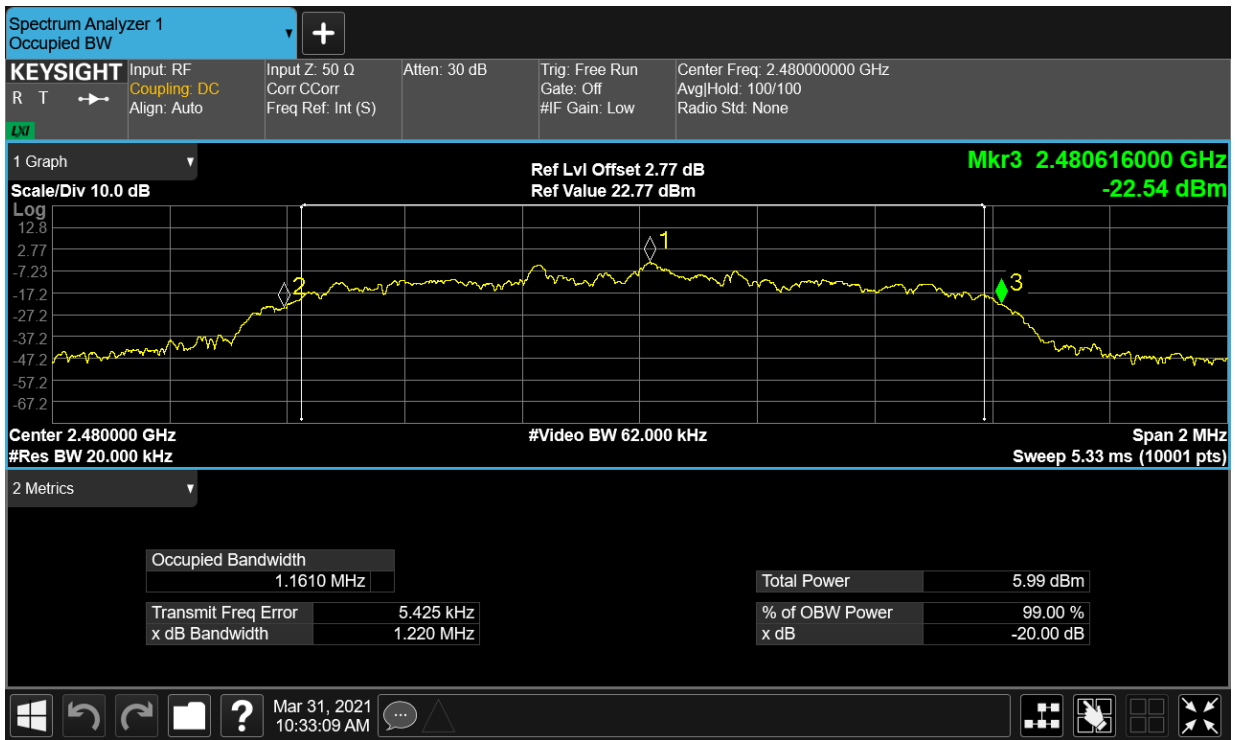 Spectrum Analyzer 1
Occupied BW
KEYSIGHT
R T
LXI
Input: RF
Coupling: DC
Align: Auto
Input Z: 50 Ω
Corr CCorr
Freq Ref: Int (S)
Atten: 30 dB
Trig: Free Run
Gate: Off
#IF Gain: Low
Center Freq: 2.480000000 GHz
Avg|Hold: 100/100
Radio Std: None
1 Graph
Scale/Div 10.0 dB
Ref Lvl Offset 2.77 dB
Ref Value 22.77 dBm
Mkr3 2.480616000 GHz
-22.54 dBm
Log
12.8
2.77
-7.23
-17.2
-27.2
-37.2
-47.2
-57.2
-67.2
1
2
3
Center 2.480000 GHz
#Res BW 20.000 kHz
#Video BW 62.000 kHz
Span 2 MHz
Sweep 5.33 ms (10001 pts)
2 Metrics
Occupied Bandwidth
1.1610 MHz
Transmit Freq Error 5.425 kHz
x dB Bandwidth 1.220 MHz
Total Power 5.99 dBm
% of OBW Power 99.00 %
x dB -20.00 dB
?
Mar 31, 2021
10:33:09 AM